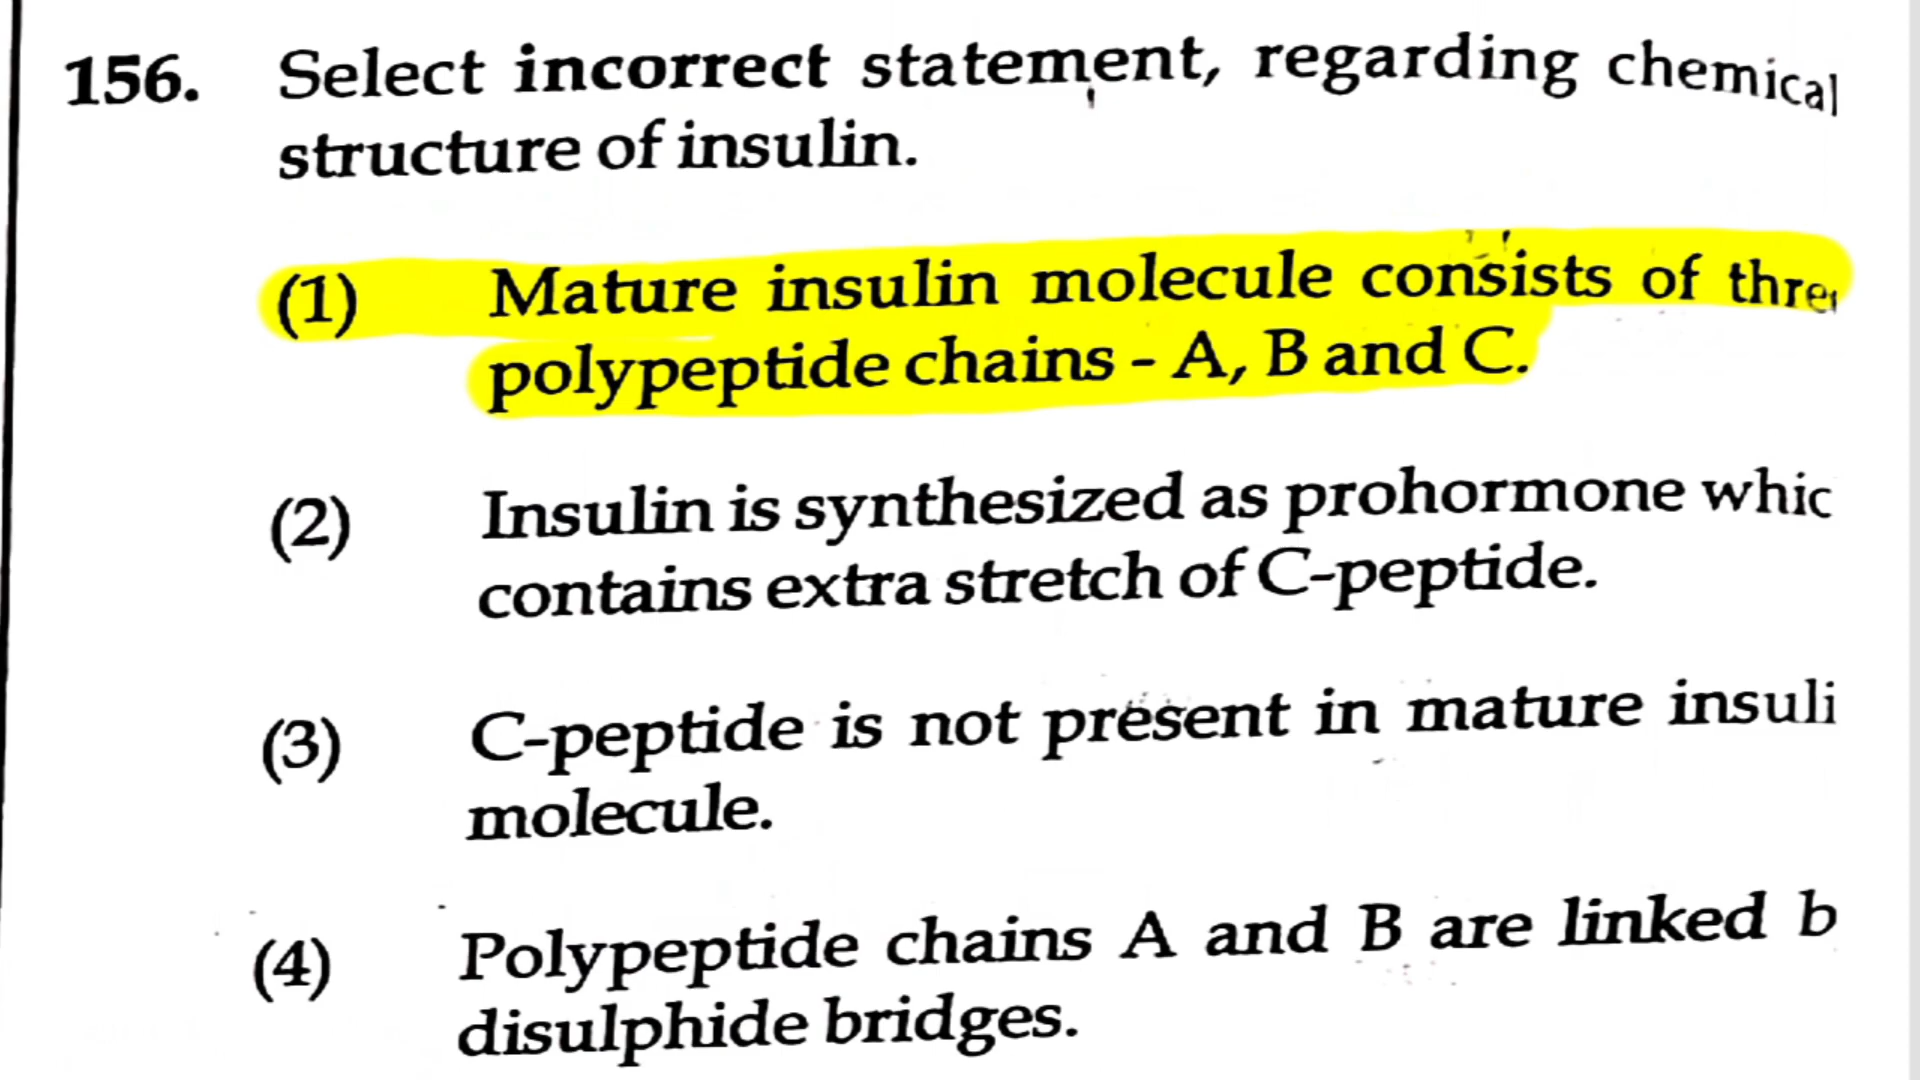 156. Select incorrect statement, regarding chemical
structure of insulin.
(1) Mature insulin molecule consists of thre
polypeptide chains - A, B and C.
(2) Insulin is synthesized as prohormone whic
contains extra stretch of C-peptide.
(3) C-peptide is not present in mature insuli
molecule.
(4) Polypeptide chains A and B are linked b
disulphide bridges.